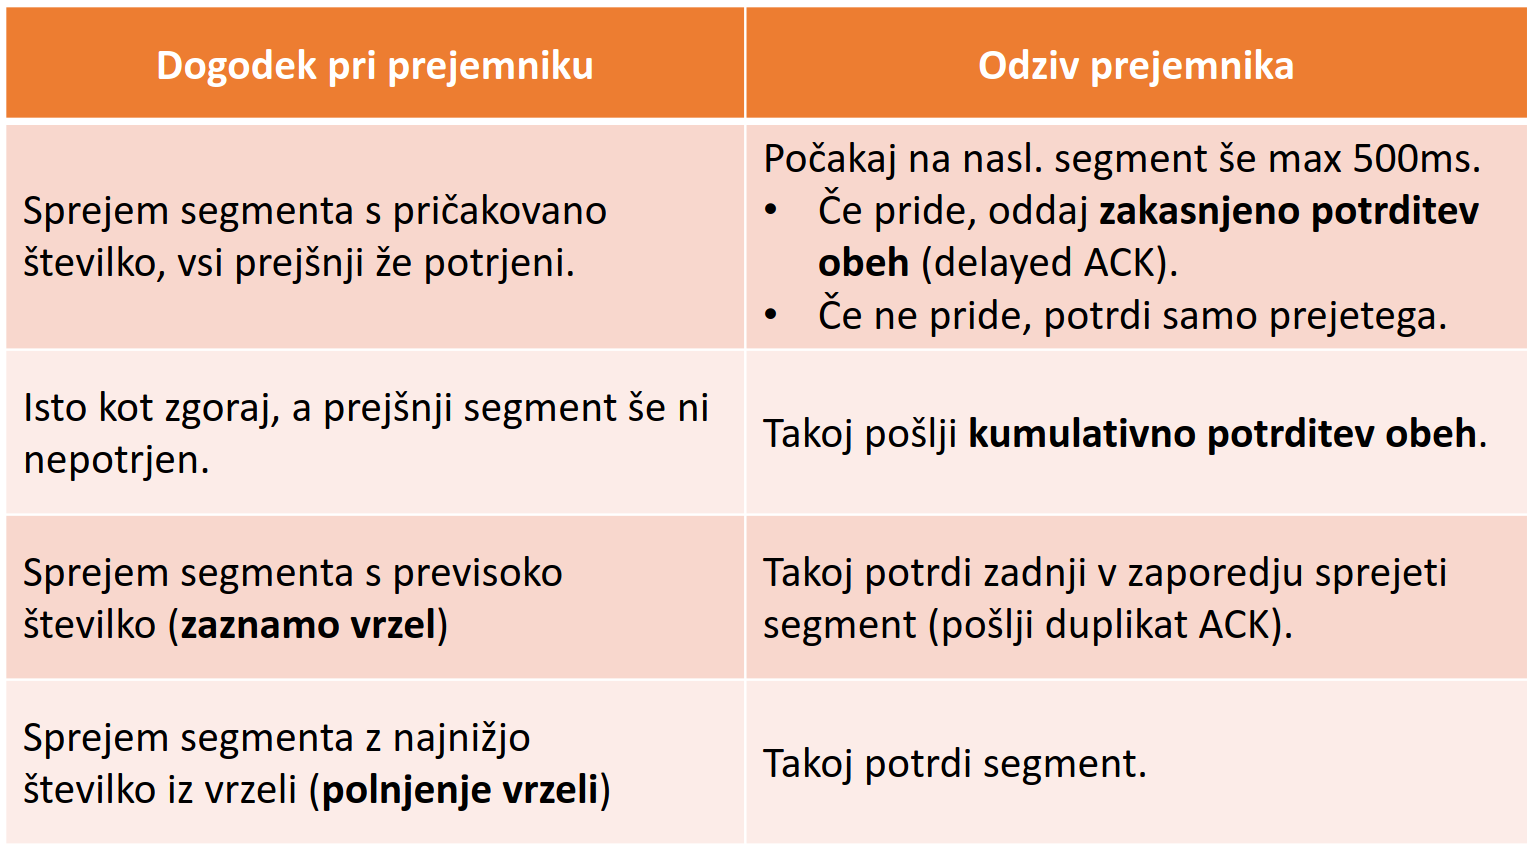 Dogodek pri prejemniku
Odziv prejemnika
Sprejem segmenta s pričakovano
številko, vsi prejšnji že potrjeni.
Počakaj na nasl. segment še max 500ms.
• Če pride, oddaj zakasnjeno potrditev
obeh (delayed ACK).
• Če ne pride, potrdi samo prejetega.
Isto kot zgoraj, a prejšnji segment še ni
nepotrjen.
Takoj pošlji kumulativno potrditev obeh.
Sprejem segmenta s previsoko
številko (zaznamo vrzel)
Takoj potrdi zadnji v zaporedju sprejeti
segment (pošlji duplikat ACK).
Sprejem segmenta z najnižjo
številko iz vrzeli (polnjenje vrzeli)
Takoj potrdi segment.